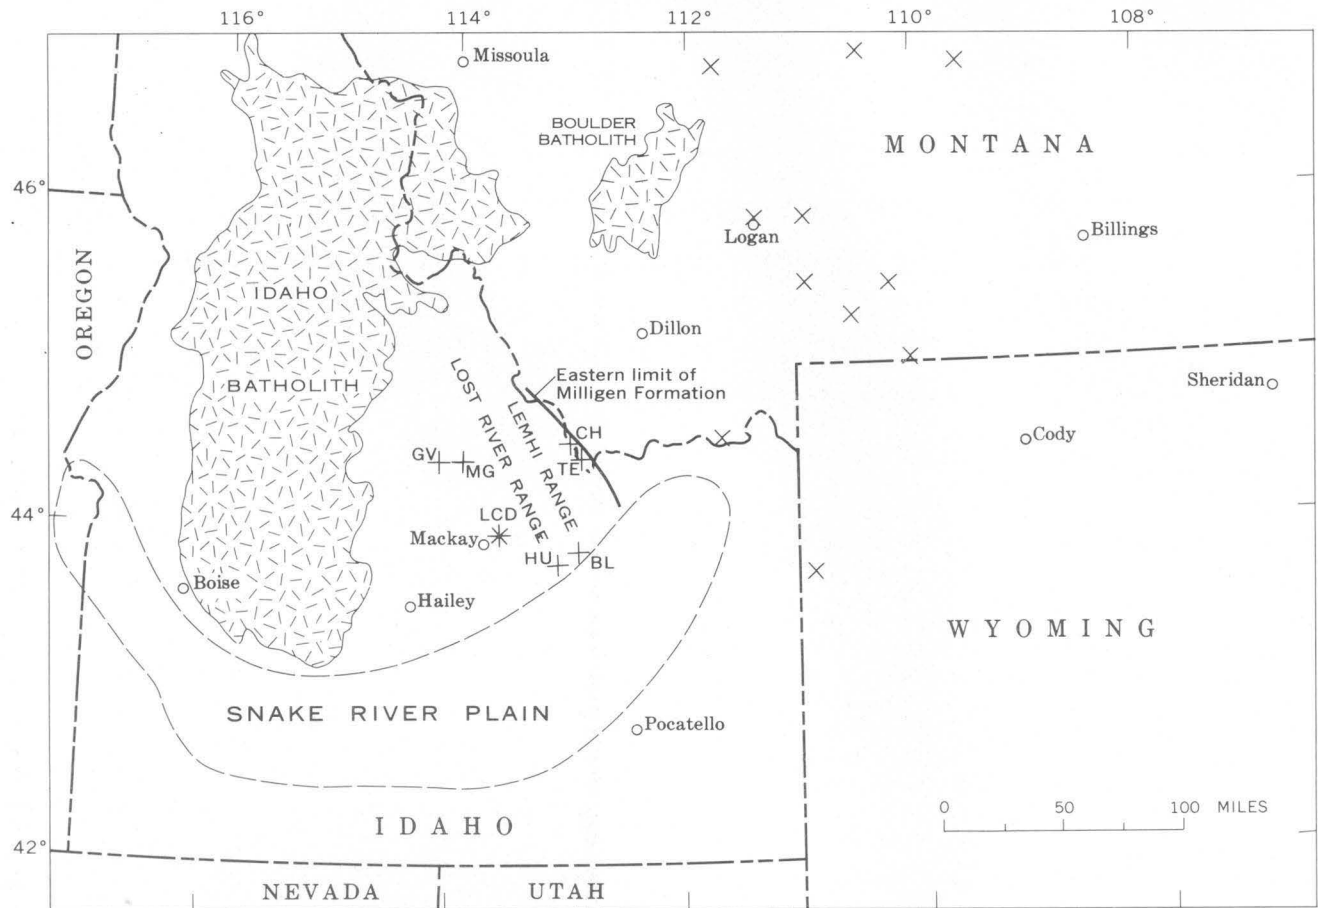 116° 114° 112° 110° 108°
Missoula
BOULDER
BATHOLITH
MONTANA
46°
Logan
Billings
OREGON
IDAHO
Dillon
BATHOLITH
LOST RIVER RANGE
LEMHI RANGE
Eastern limit of
Milligen Formation
Sheridan
Cody
CH
GV
MG
TE
44°
LCD
Mackay
HU
BL
Boise
Hailey
WYOMING
SNAKE RIVER PLAIN
Pocatello
0 50 100 MILES
IDAHO
42°
NEVADA
UTAH